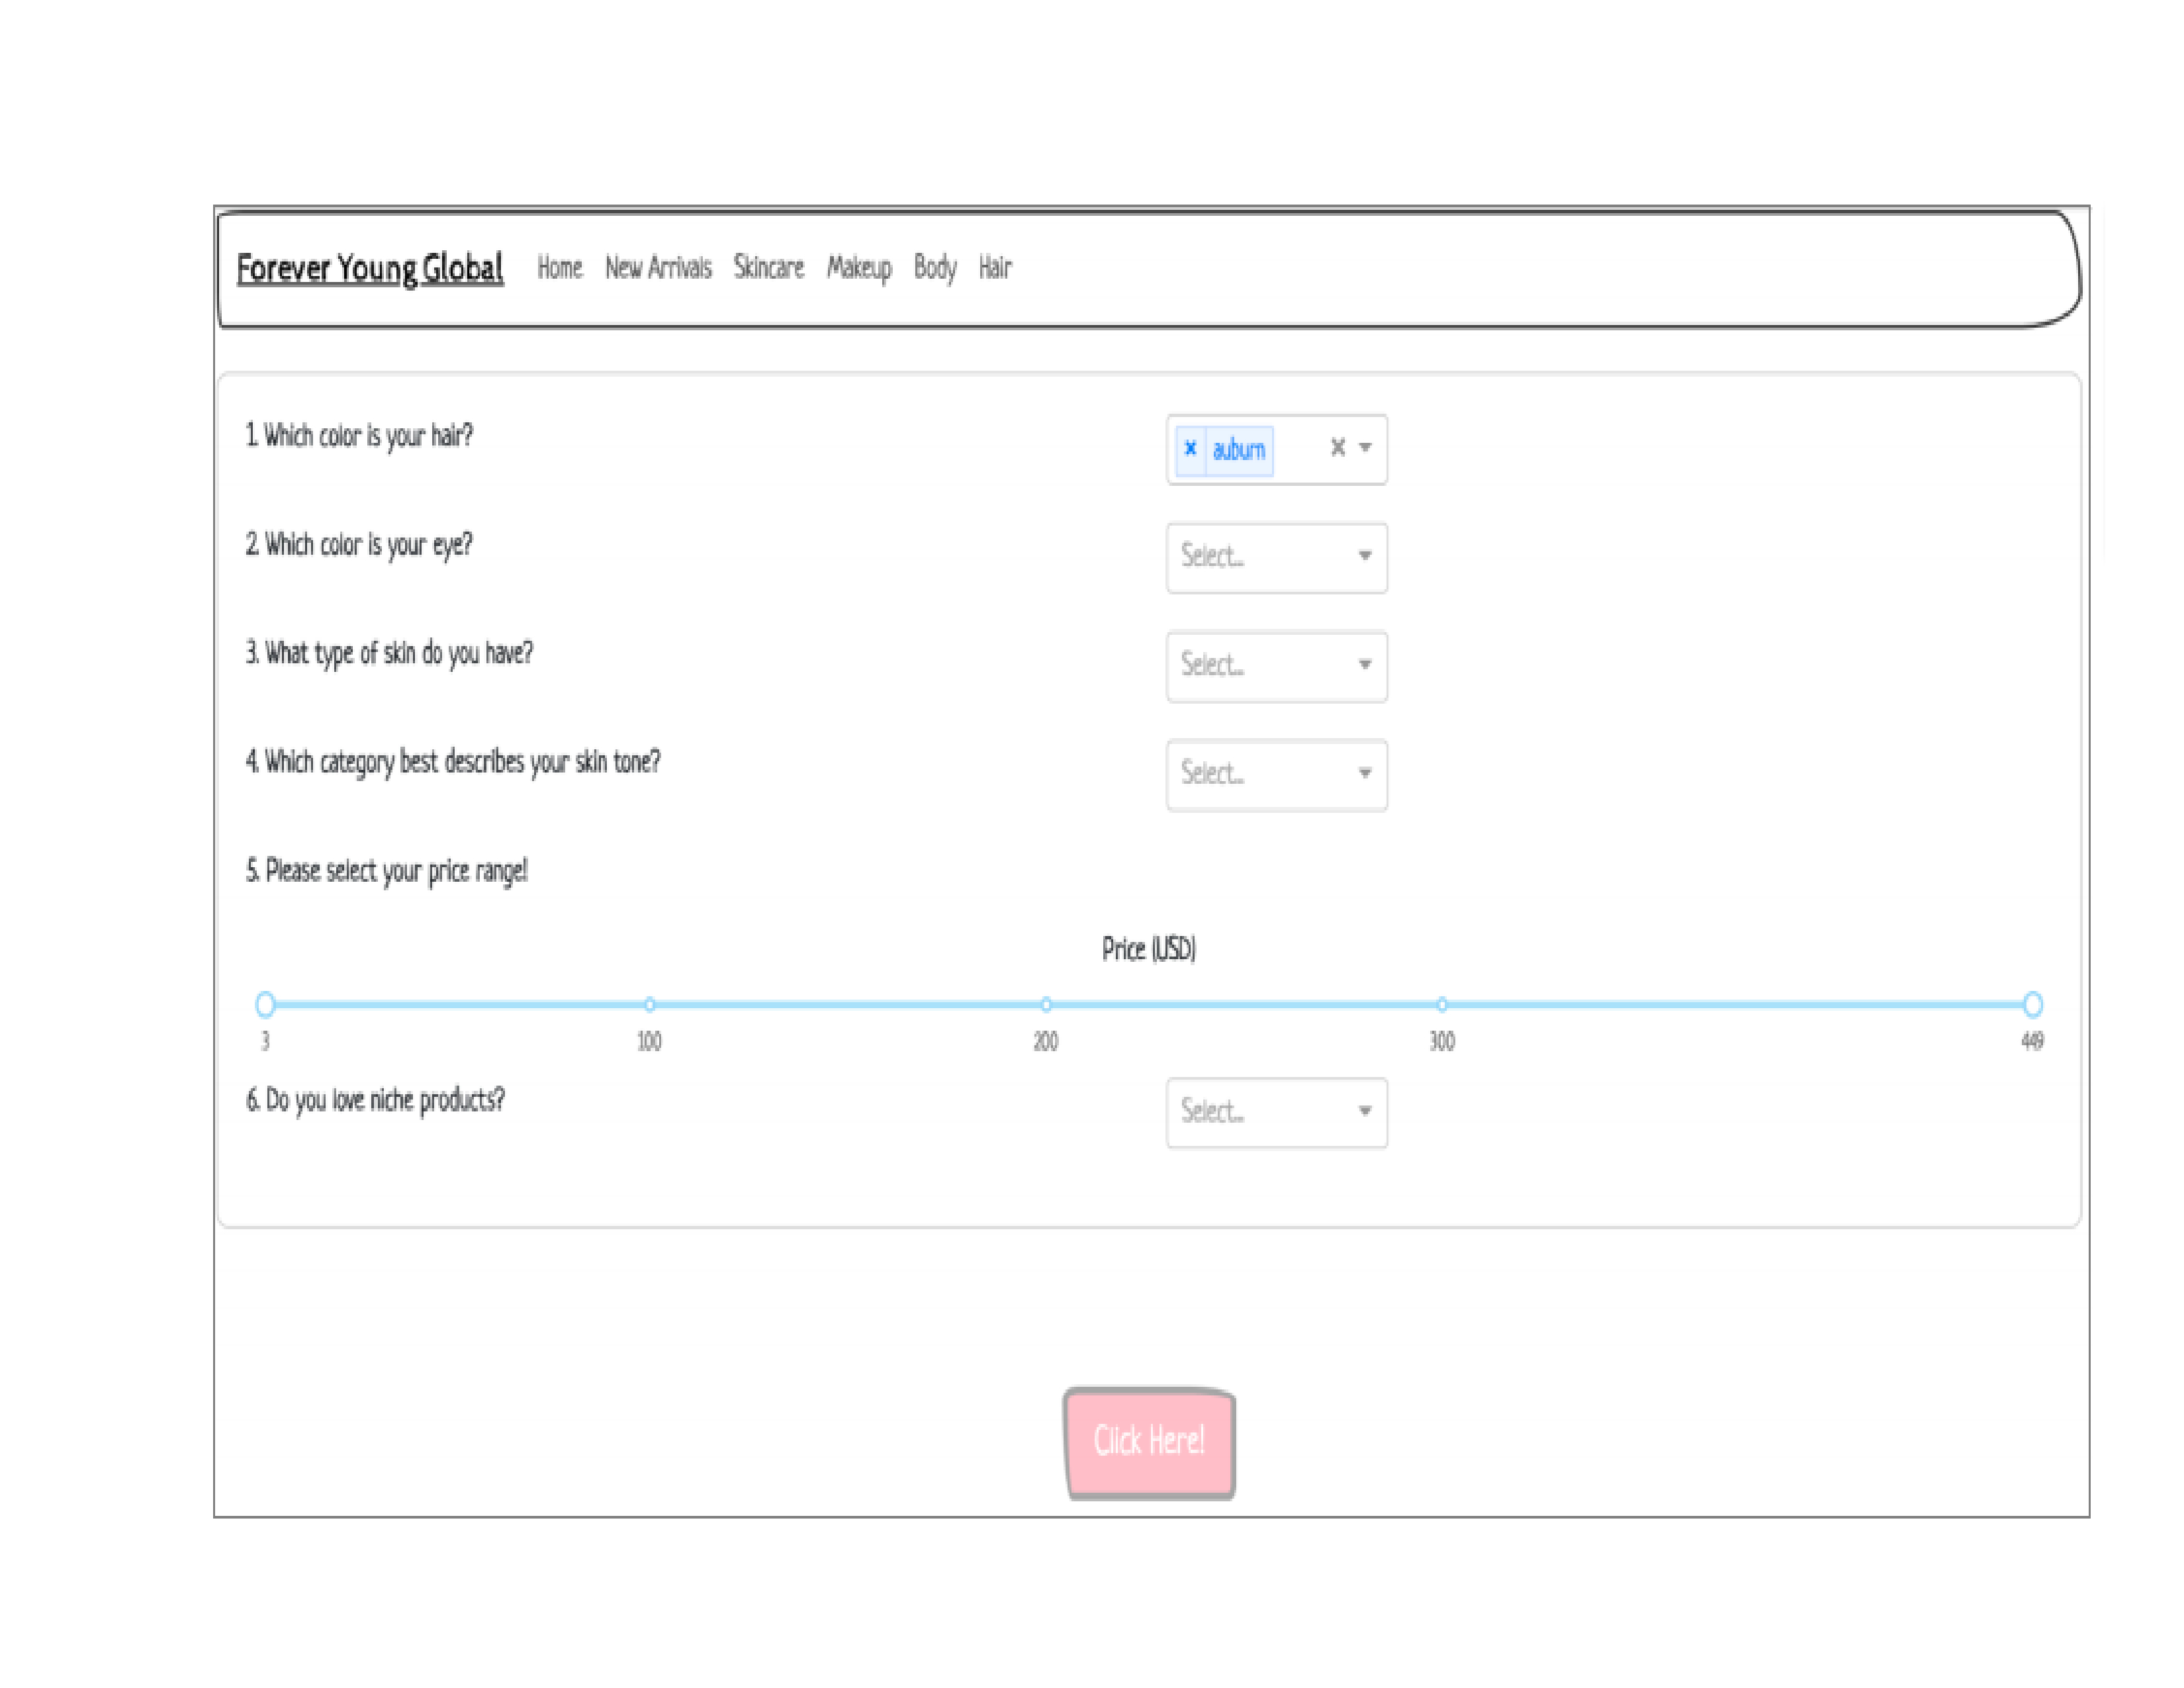 Forever Young Global Home New Arrivals Skincare Makeup Body Hair
1. Which color is your hair? × auburn ×
2. Which color is your eye? Select...
3. What type of skin do you have? Select...
4. Which category best describes your skin tone? Select...
5. Please select your price range!
Price (USD)
3 100 200 300 449
6. Do you love niche products? Select...
Click Here!